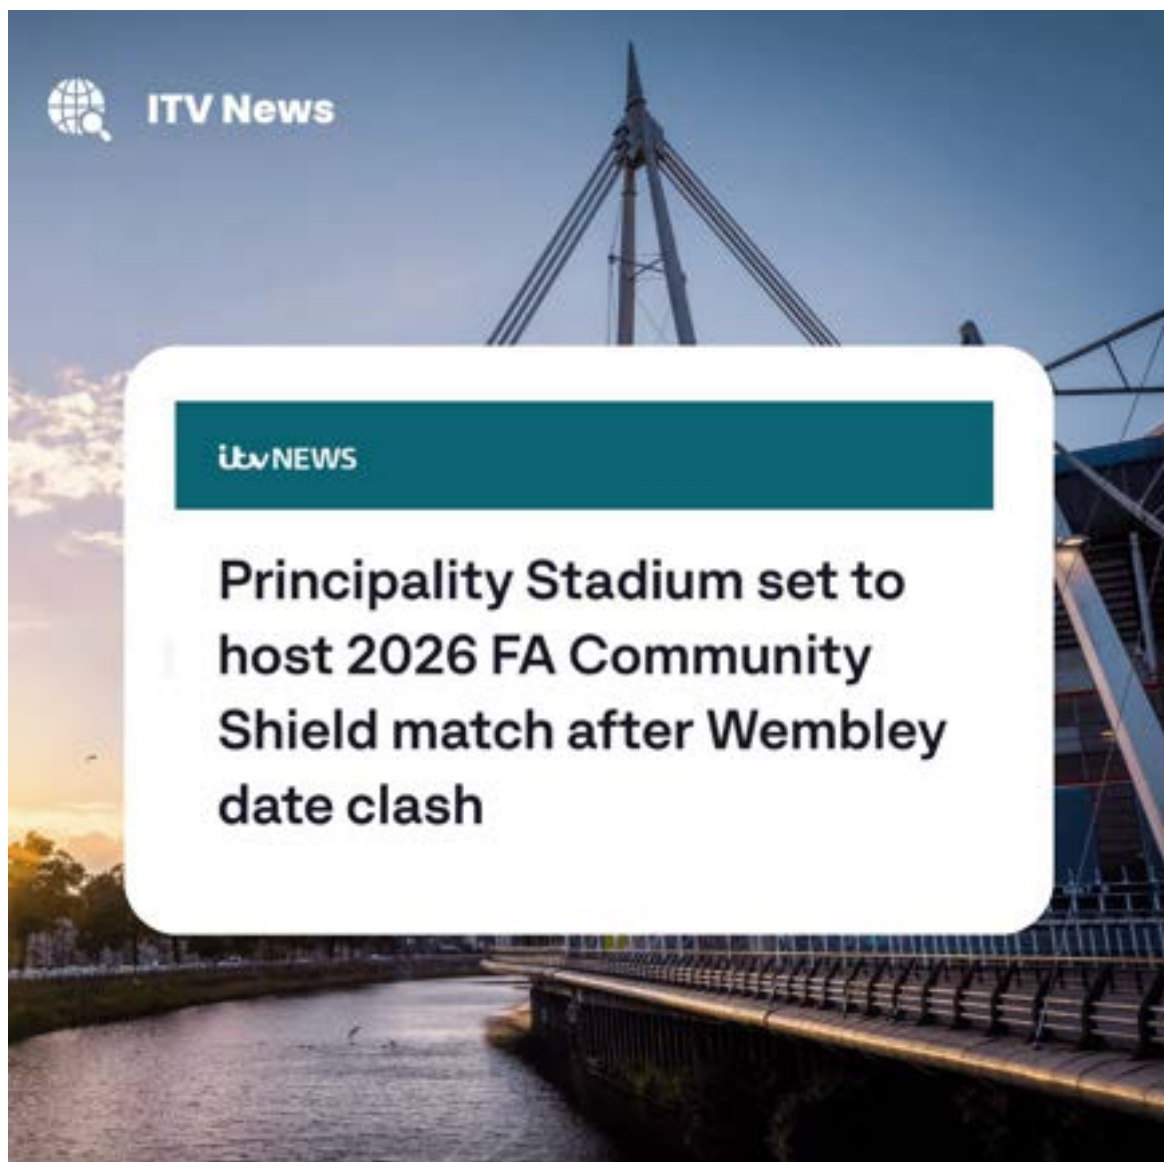 ITV News
itv NEWS
Principality Stadium set to
host 2026 FA Community
Shield match after Wembley
date clash